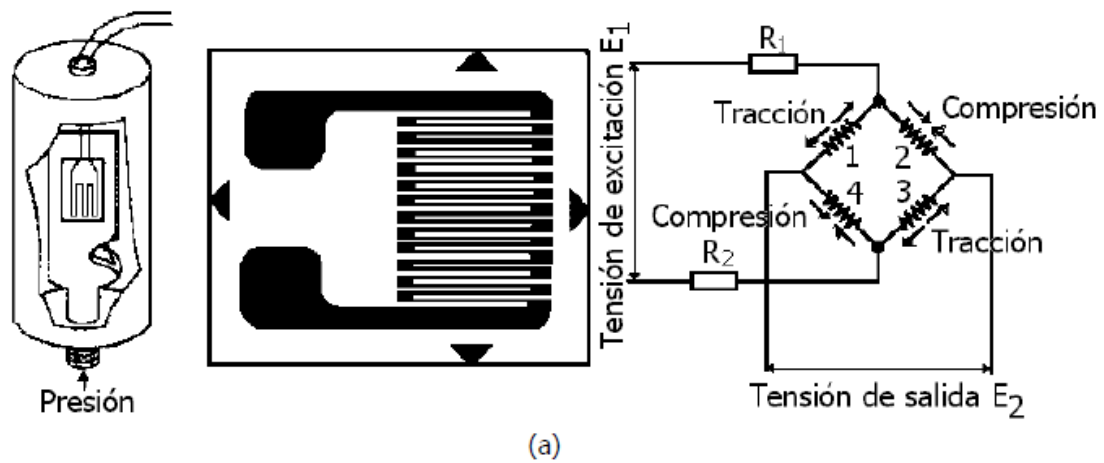 Presión
Tensión de excitación E1
R1
Tracción
Compresión
1
2
4
3
Compresión
Tracción
R2
Tensión de salida E2
(a)